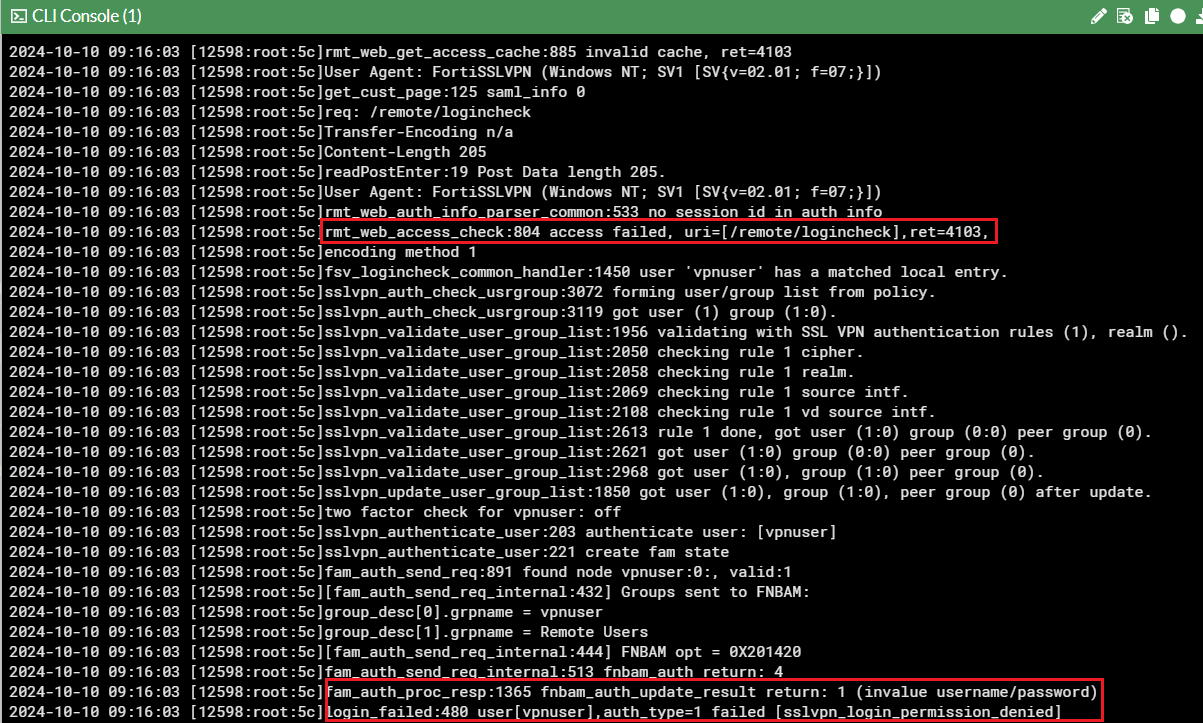 CLI Console (1)
2024-10-10 09:16:03 [12598:root:5c]rmt_web_get_access_cache:885 invalid cache, ret=4103
2024-10-10 09:16:03 [12598:root:5c]User Agent: FortiSSLVPN (Windows NT; SV1 [SV{v=02.01; f=07;}])
2024-10-10 09:16:03 [12598:root:5c]get_cust_page:125 saml_info 0
2024-10-10 09:16:03 [12598:root:5c]req: /remote/logincheck
2024-10-10 09:16:03 [12598:root:5c]Transfer-Encoding n/a
2024-10-10 09:16:03 [12598:root:5c]Content-Length 205
2024-10-10 09:16:03 [12598:root:5c]readPostEnter:19 Post Data length 205.
2024-10-10 09:16:03 [12598:root:5c]User Agent: FortiSSLVPN (Windows NT; SV1 [SV{v=02.01; f=07;}])
2024-10-10 09:16:03 [12598:root:5c]rmt_web_auth_info_parser_common:533 no session id in auth info
2024-10-10 09:16:03 [12598:root:5c]rmt_web_access_check:804 access failed, uri=[/remote/logincheck],ret=4103,
2024-10-10 09:16:03 [12598:root:5c]encoding method 1
2024-10-10 09:16:03 [12598:root:5c]fsv_logincheck_common_handler:1450 user 'vpnuser' has a matched local entry.
2024-10-10 09:16:03 [12598:root:5c]sslvpn_auth_check_usrgroup:3072 forming user/group list from policy.
2024-10-10 09:16:03 [12598:root:5c]sslvpn_auth_check_usrgroup:3119 got user (1) group (1:0).
2024-10-10 09:16:03 [12598:root:5c]sslvpn_validate_user_group_list:1956 validating with SSL VPN authentication rules (1), realm ().
2024-10-10 09:16:03 [12598:root:5c]sslvpn_validate_user_group_list:2050 checking rule 1 cipher.
2024-10-10 09:16:03 [12598:root:5c]sslvpn_validate_user_group_list:2058 checking rule 1 realm.
2024-10-10 09:16:03 [12598:root:5c]sslvpn_validate_user_group_list:2069 checking rule 1 source intf.
2024-10-10 09:16:03 [12598:root:5c]sslvpn_validate_user_group_list:2108 checking rule 1 vd source intf.
2024-10-10 09:16:03 [12598:root:5c]sslvpn_validate_user_group_list:2613 rule 1 done, got user (1:0) group (0:0) peer group (0).
2024-10-10 09:16:03 [12598:root:5c]sslvpn_validate_user_group_list:2621 got user (1:0) group (0:0) peer group (0).
2024-10-10 09:16:03 [12598:root:5c]sslvpn_validate_user_group_list:2968 got user (1:0), group (1:0) peer group (0).
2024-10-10 09:16:03 [12598:root:5c]sslvpn_update_user_group_list:1850 got user (1:0), group (1:0), peer group (0) after update.
2024-10-10 09:16:03 [12598:root:5c]two factor check for vpnuser: off
2024-10-10 09:16:03 [12598:root:5c]sslvpn_authenticate_user:203 authenticate user: [vpnuser]
2024-10-10 09:16:03 [12598:root:5c]sslvpn_authenticate_user:221 create fam state
2024-10-10 09:16:03 [12598:root:5c]fam_auth_send_req:891 found node vpnuser:0:, valid:1
2024-10-10 09:16:03 [12598:root:5c][fam_auth_send_req_internal:432] Groups sent to FNBAM:
2024-10-10 09:16:03 [12598:root:5c]group_desc[0].grpname = vpnuser
2024-10-10 09:16:03 [12598:root:5c]group_desc[1].grpname = Remote Users
2024-10-10 09:16:03 [12598:root:5c][fam_auth_send_req_internal:444] FNBAM opt = 0X201420
2024-10-10 09:16:03 [12598:root:5c]fam_auth_send_req_internal:513 fnbam_auth return: 4
2024-10-10 09:16:03 [12598:root:5c]fam_auth_proc_resp:1365 fnbam_auth_update_result return: 1 (invalue username/password)
2024-10-10 09:16:03 [12598:root:5c]login_failed:480 user[vpnuser],auth_type=1 failed [sslvpn_login_permission_denied]